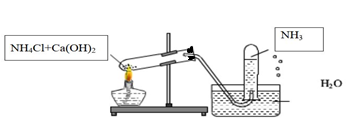 NH₄Cl+Ca(OH)₂
NH₃
H₂O